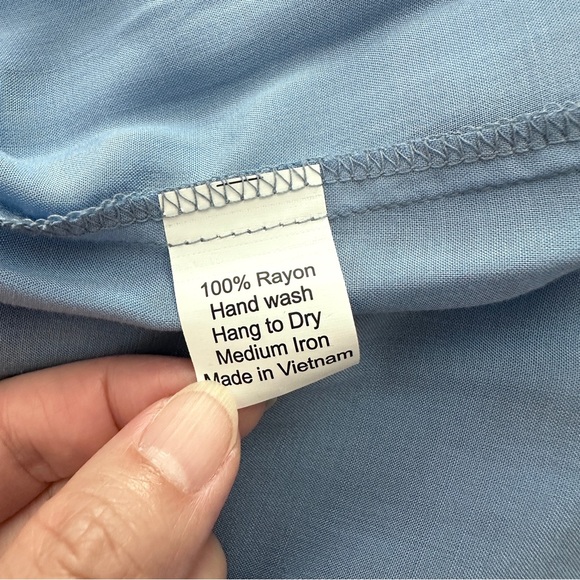 100% Rayon
Hand wash
Hang to Dry
Medium Iron
Made in Vietnam